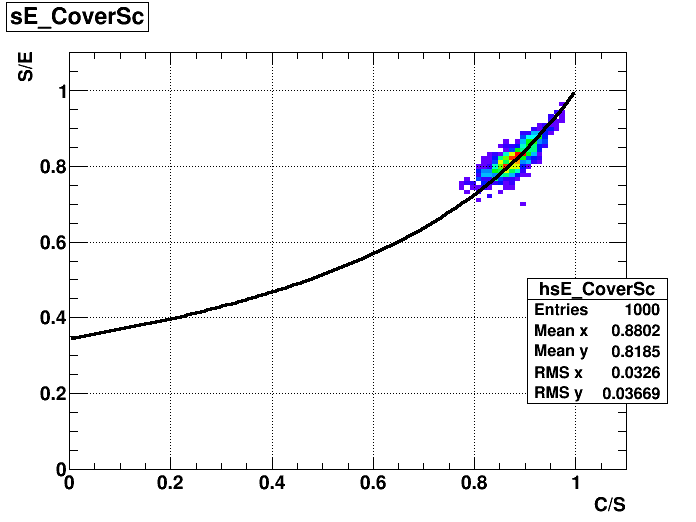 sE_CoverSc
S/E
1
0.8
0.6
0.4
0.2
0
0 0.2 0.4 0.6 0.8 1
C/S
hsE_CoverSc
Entries 1000
Mean x 0.8802
Mean y 0.8185
RMS x 0.0326
RMS y 0.03669